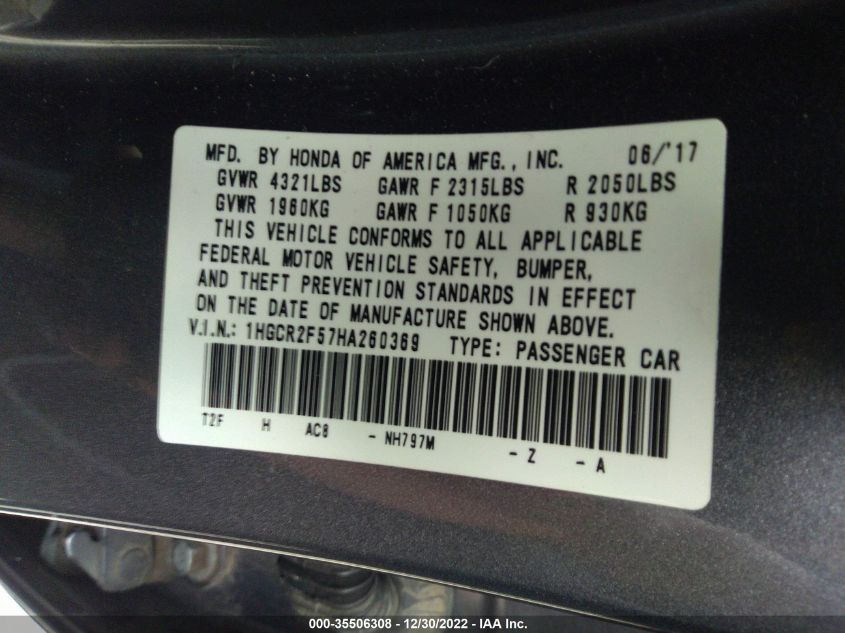 MFD. BY HONDA OF AMERICA MFG., INC. 06/'17
GVWR 4321LBS GAWR F 2315LBS R 2050LBS
GVWR 1960KG GAWR F 1050KG R 930KG
THIS VEHICLE CONFORMS TO ALL APPLICABLE
FEDERAL MOTOR VEHICLE SAFETY, BUMPER,
AND THEFT PREVENTION STANDARDS IN EFFECT
ON THE DATE OF MANUFACTURE SHOWN ABOVE.
V.I.N.: 1HGCR2F57HA260369 TYPE: PASSENGER CAR
T2F H AC8 - NH797M - Z - A
000-35506308 - 12/30/2022 - IAA Inc.